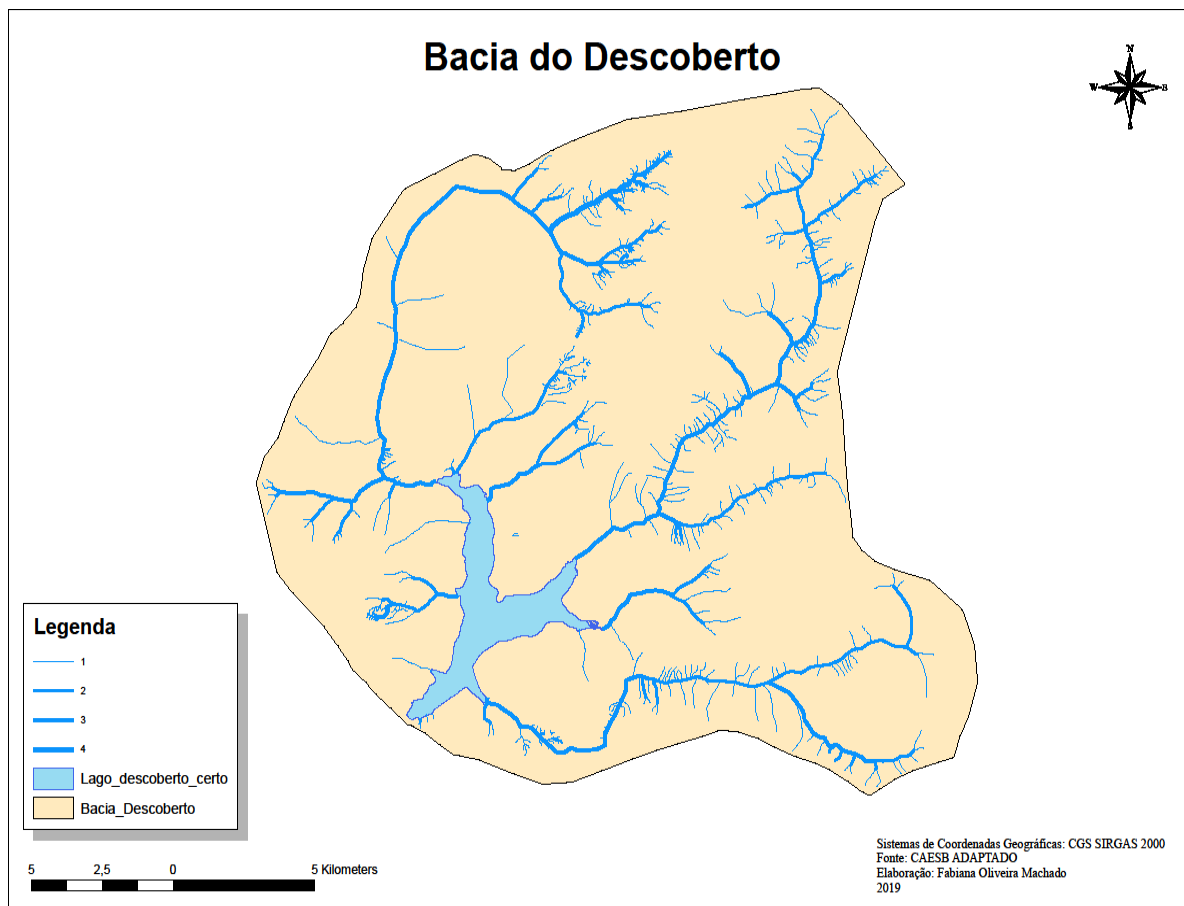 Bacia do Descoberto
N
W
E
S
Legenda
1
2
3
4
Lago_descoberto_certo
Bacia_Descoberto
5 2,5 0 5 Kilometers
Sistemas de Coordenadas Geográficas: CGS SIRGAS 2000
Fonte: CAESB ADAPTADO
Elaboração: Fabiana Oliveira Machado
2019